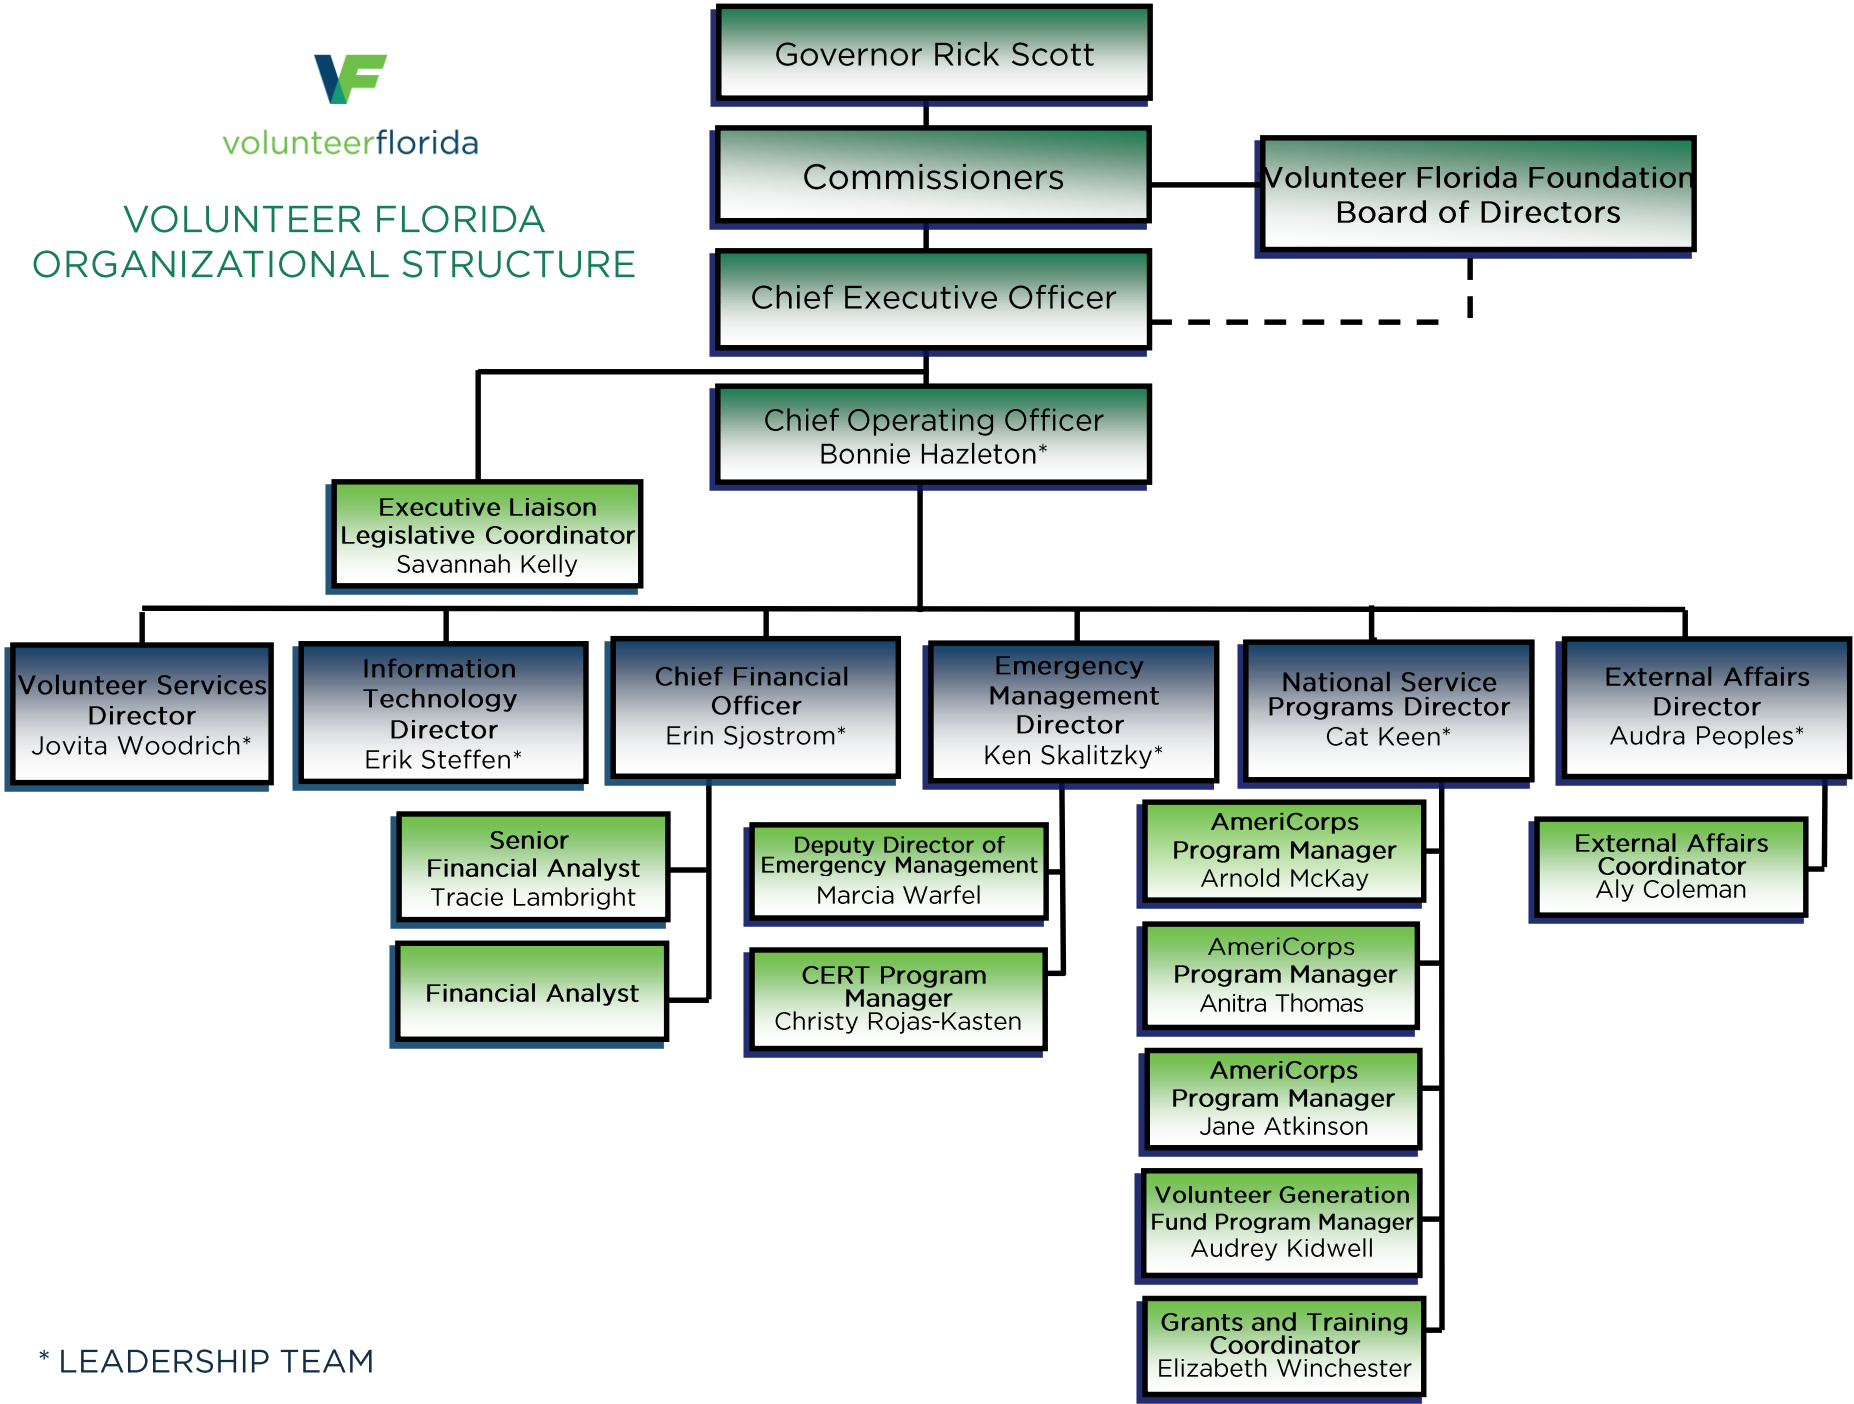 VF
volunteerflorida
VOLUNTEER FLORIDA
ORGANIZATIONAL STRUCTURE
Governor Rick Scott
Commissioners
Volunteer Florida Foundation
Board of Directors
Chief Executive Officer
Chief Operating Officer
Bonnie Hazleton*
Executive Liaison
Legislative Coordinator
Savannah Kelly
Volunteer Services
Director
Jovita Woodrich*
Information
Technology
Director
Erik Steffen*
Chief Financial
Officer
Erin Sjostrom*
Emergency
Management
Director
Ken Skalitzky*
National Service
Programs Director
Cat Keen*
External Affairs
Director
Audra Peoples*
Senior
Financial Analyst
Tracie Lambright
Financial Analyst
Deputy Director of
Emergency Management
Marcia Warfel
CERT Program
Manager
Christy Rojas-Kasten
AmeriCorps
Program Manager
Arnold McKay
AmeriCorps
Program Manager
Anitra Thomas
AmeriCorps
Program Manager
Jane Atkinson
Volunteer Generation
Fund Program Manager
Audrey Kidwell
Grants and Training
Coordinator
Elizabeth Winchester
External Affairs
Coordinator
Aly Coleman
* LEADERSHIP TEAM